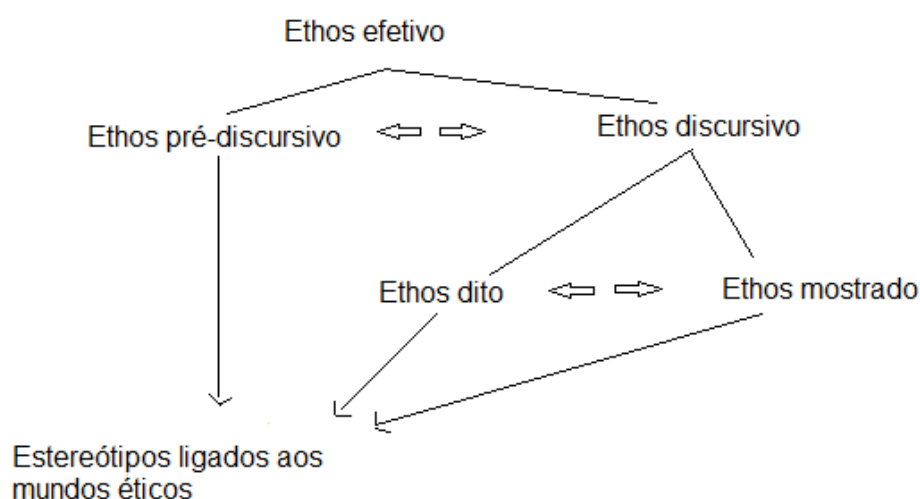 Ethos efetivo
Ethos pré-discursivo
Ethos discursivo
Ethos dito
Ethos mostrado
Estereótipos ligados aos
mundos éticos